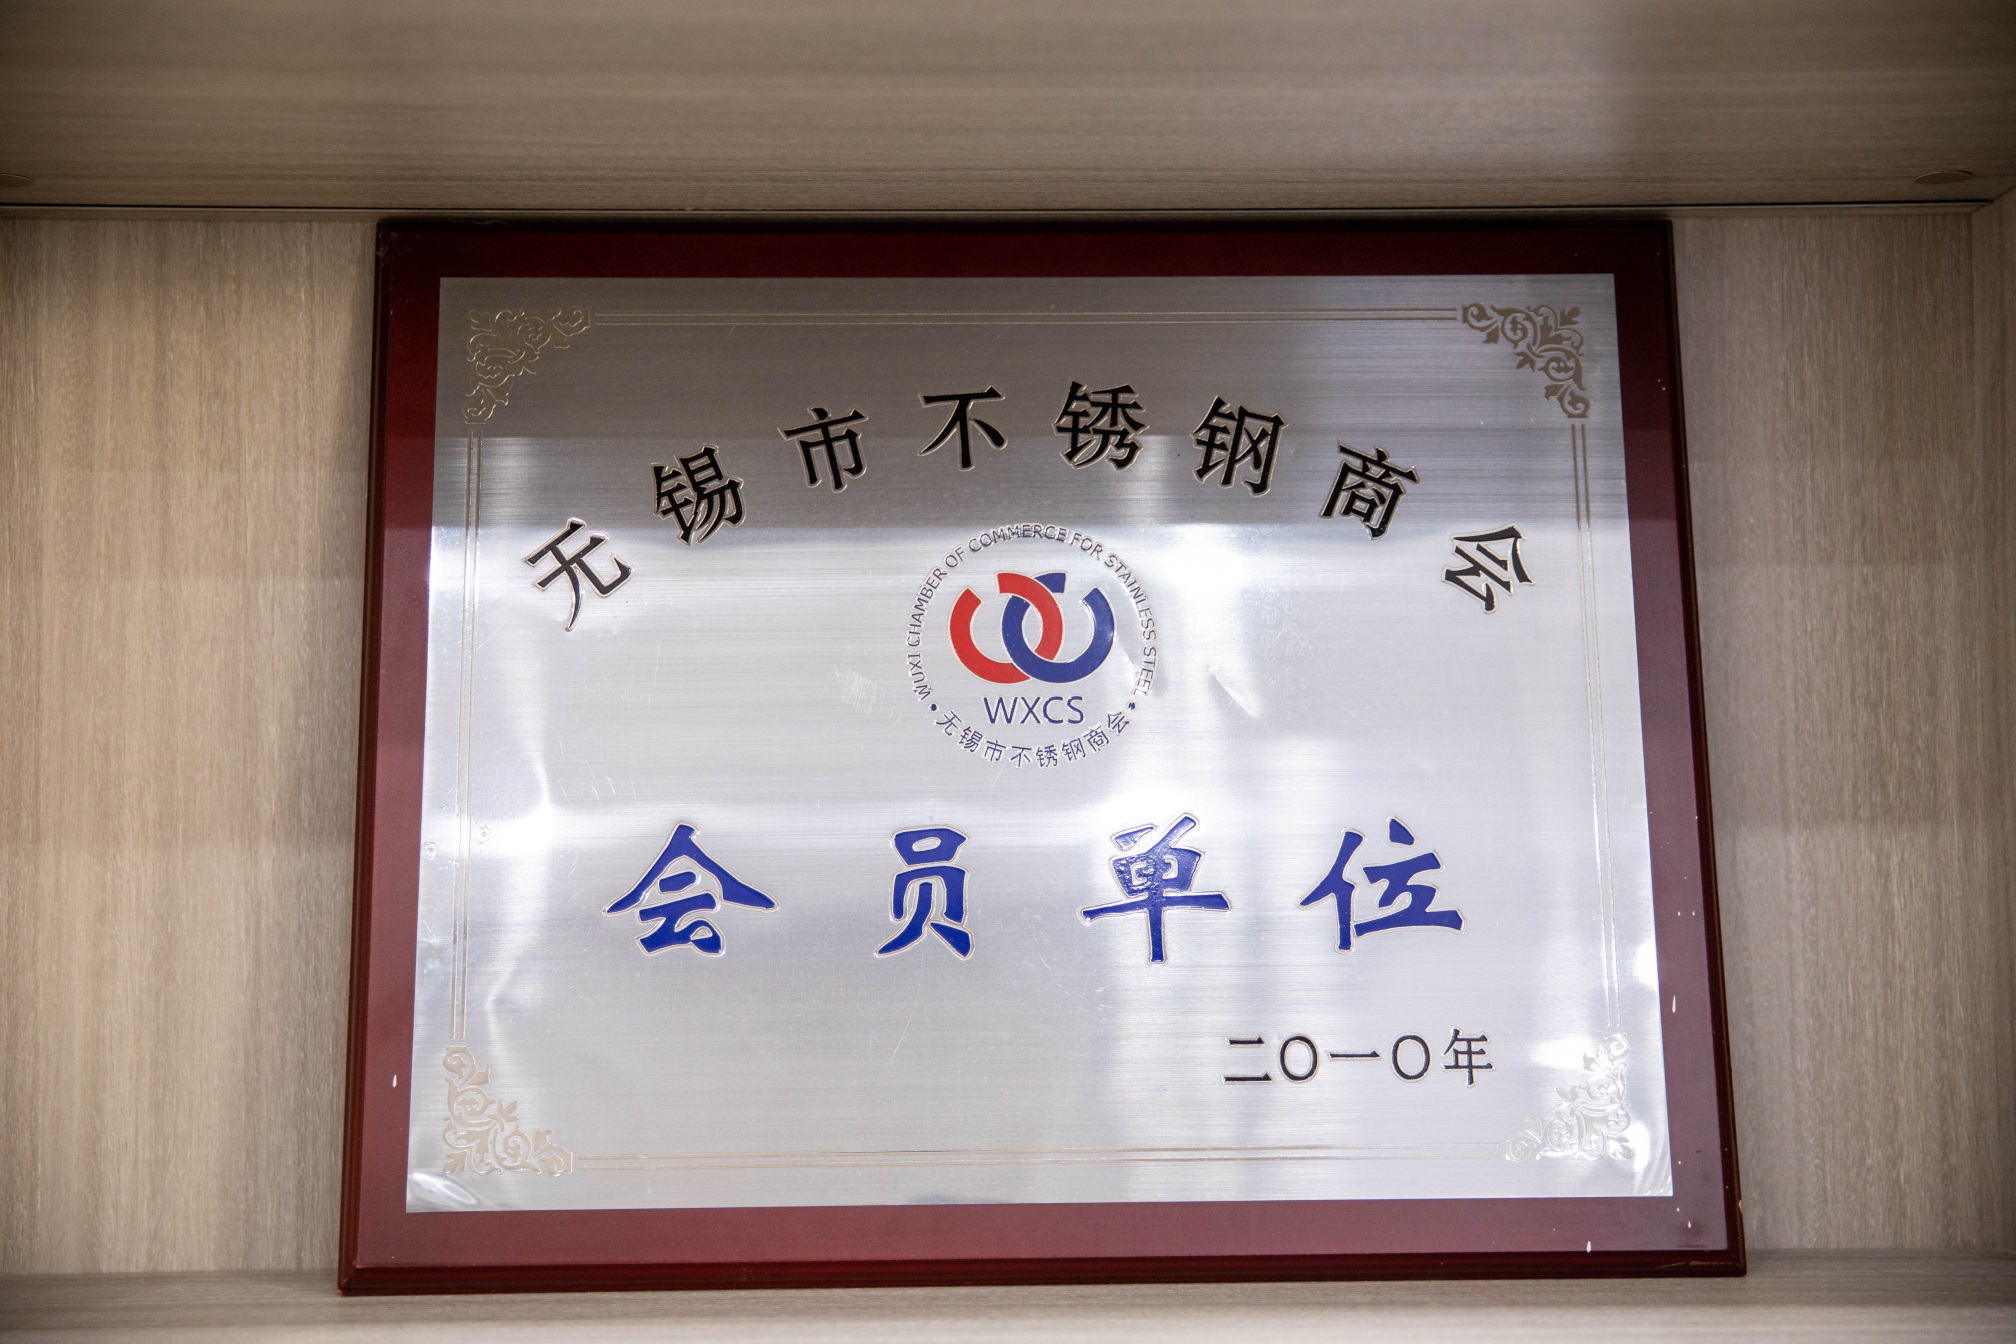 无锡市不锈钢商会
WUXI CHAMBER OF COMMERCE FOR STAINLESS STEEL
WXCS
•无锡市不锈钢商会•
会员单位
二〇一〇年